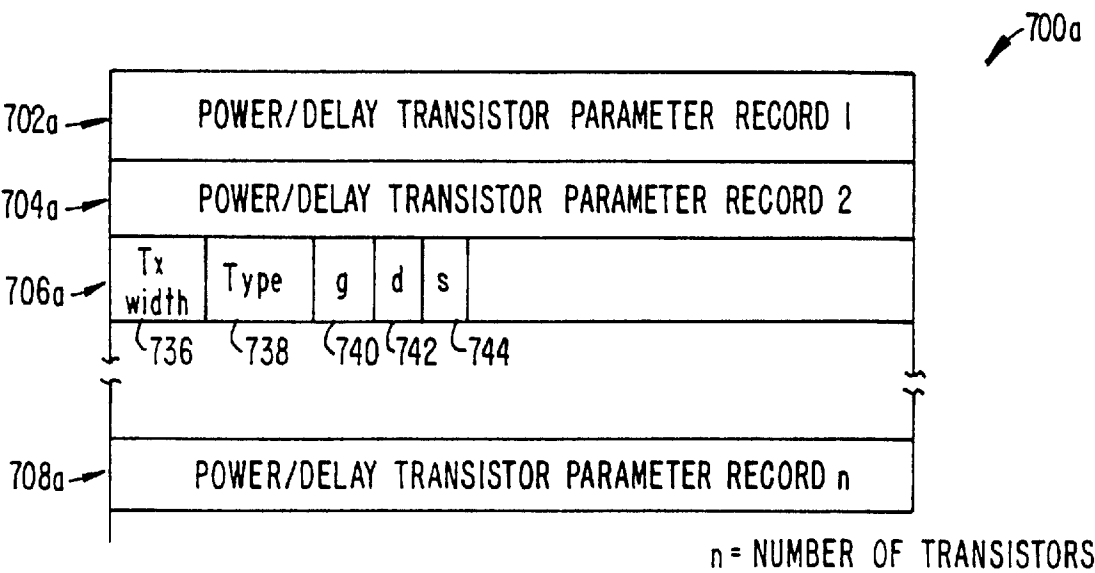 700a
702a
POWER/DELAY TRANSISTOR PARAMETER RECORD 1
704a
POWER/DELAY TRANSISTOR PARAMETER RECORD 2
706a
Tx width
Type
g
d
s
736
738
740
742
744
708a
POWER/DELAY TRANSISTOR PARAMETER RECORD n
n = NUMBER OF TRANSISTORS